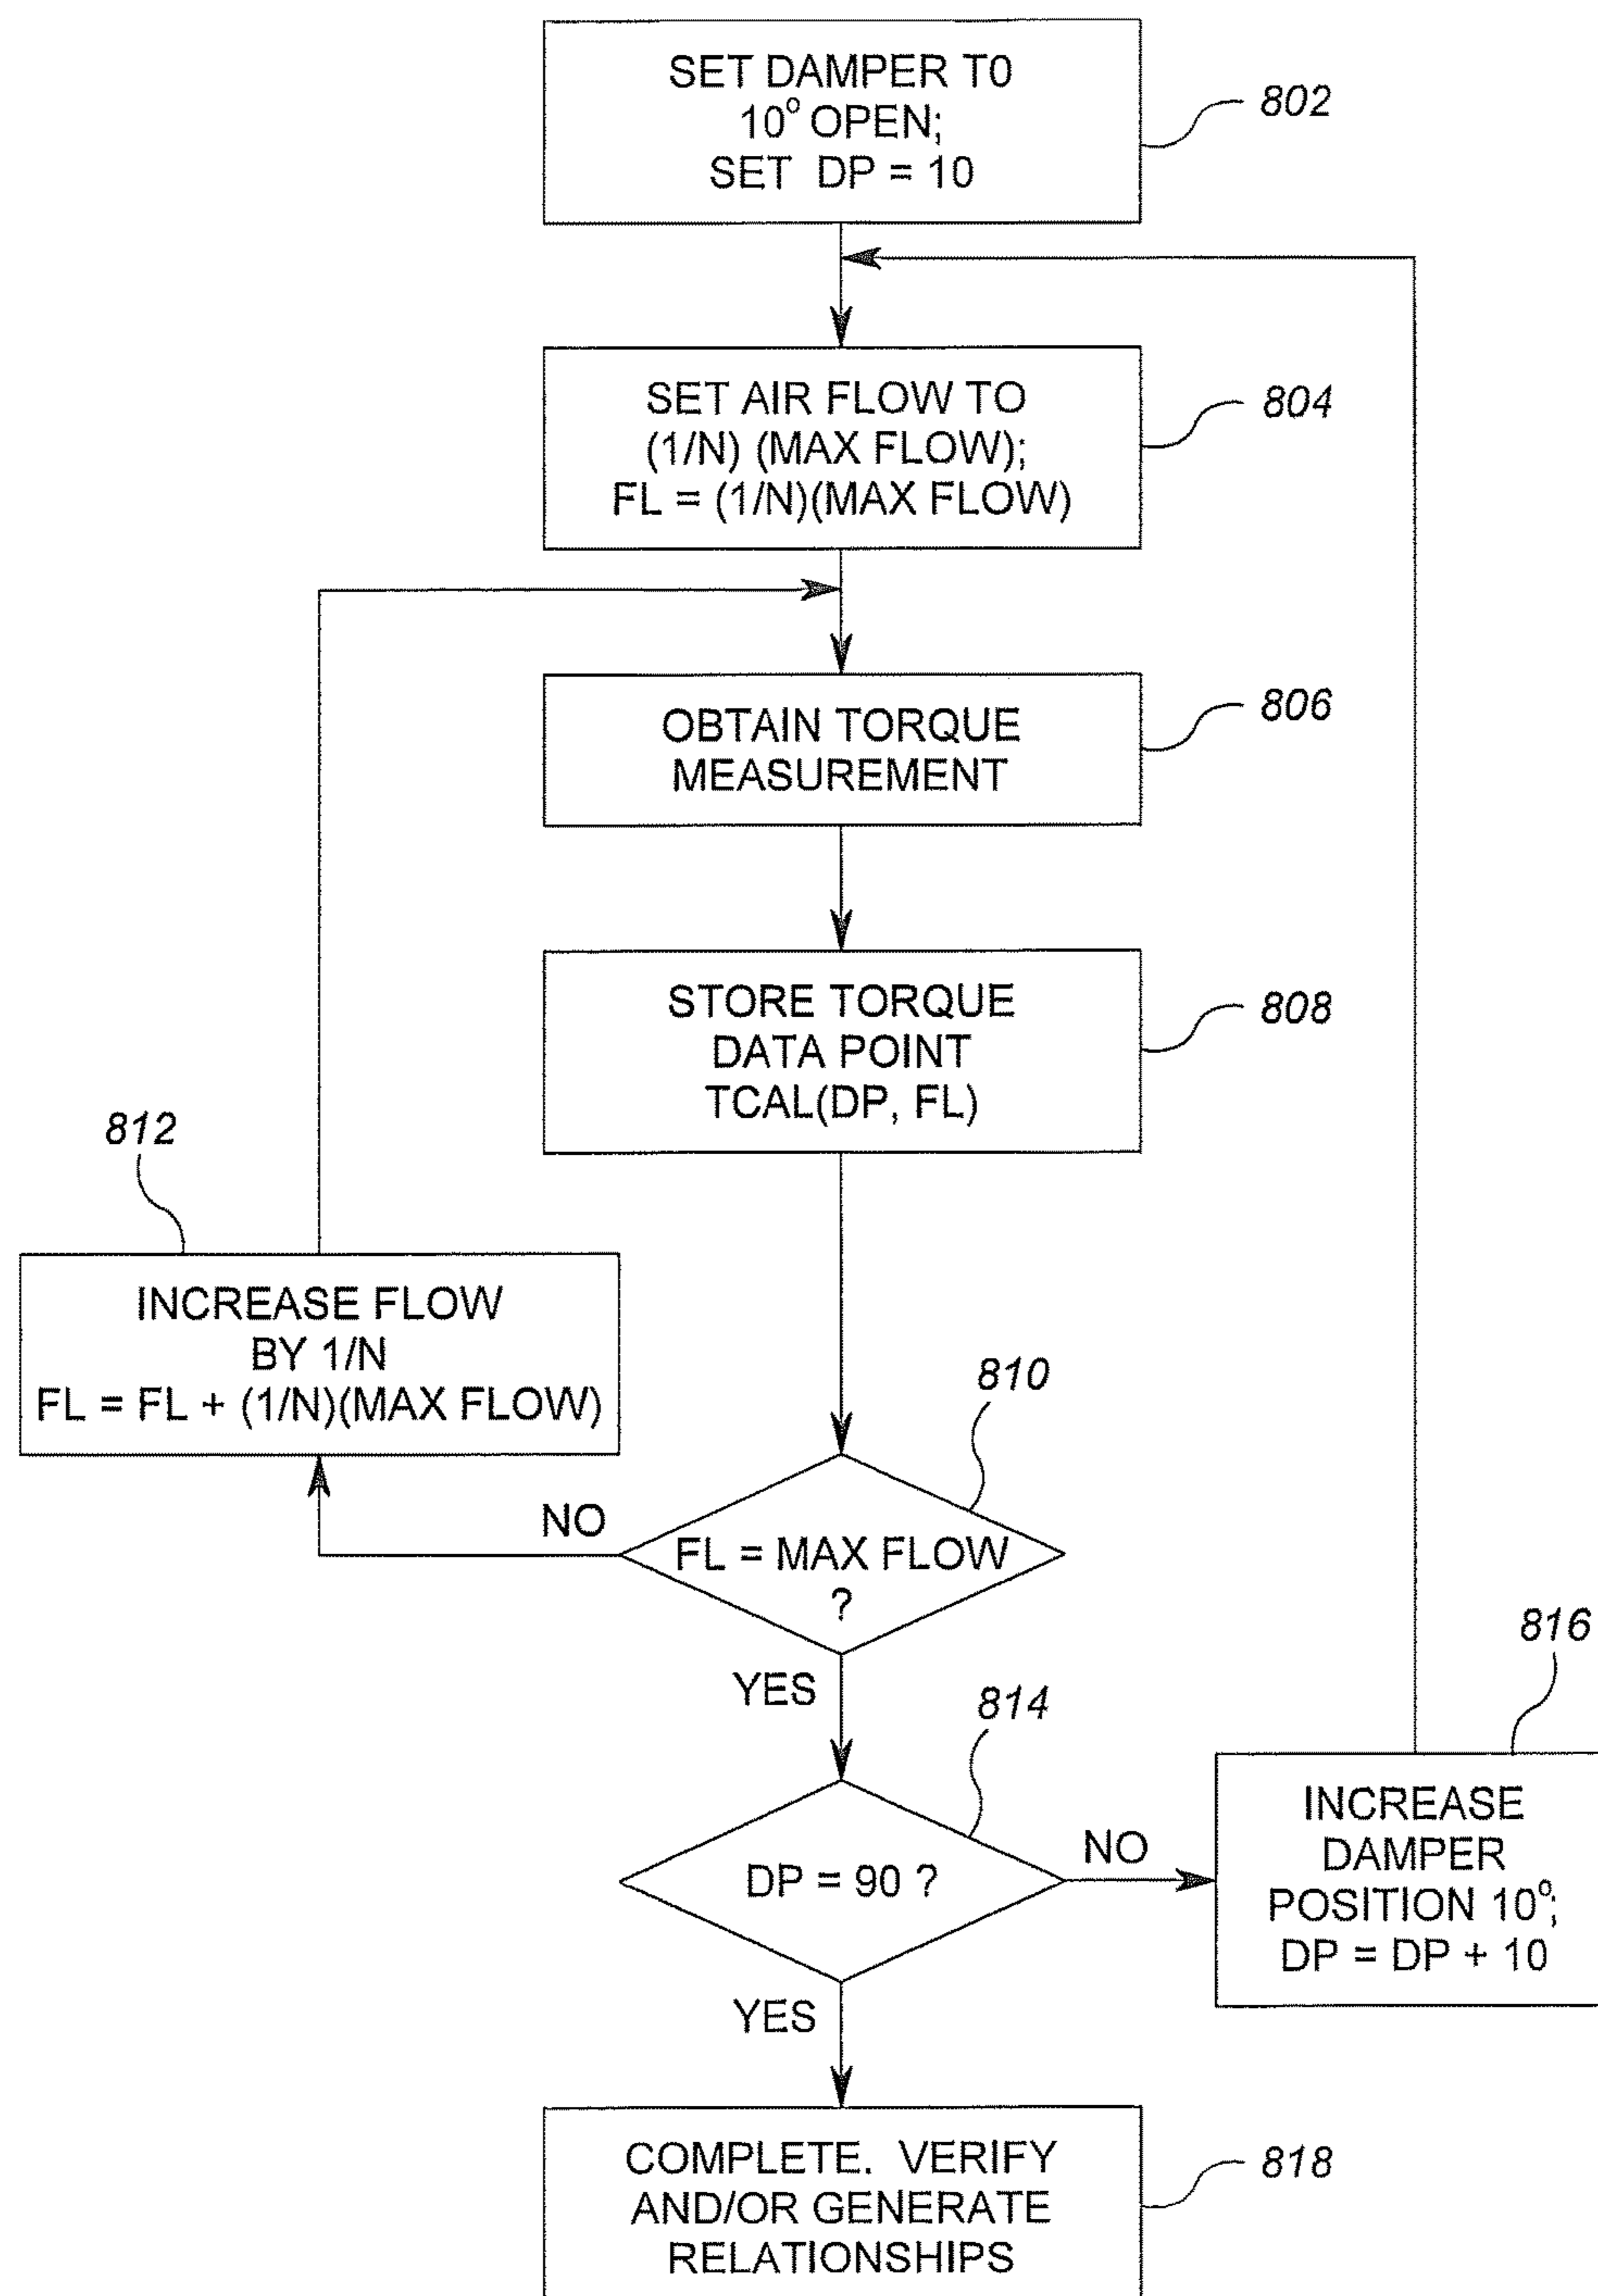 SET DAMPER T0
10° OPEN;
SET DP = 10
802
SET AIR FLOW TO
(1/N) (MAX FLOW);
FL = (1/N)(MAX FLOW)
804
OBTAIN TORQUE
MEASUREMENT
806
STORE TORQUE
DATA POINT
TCAL(DP, FL)
808
812
INCREASE FLOW
BY 1/N
FL = FL + (1/N)(MAX FLOW)
810
NO
FL = MAX FLOW
?
YES
814
816
DP = 90 ?
NO
INCREASE
DAMPER
POSITION 10°;
DP = DP + 10
YES
COMPLETE. VERIFY
AND/OR GENERATE
RELATIONSHIPS
818